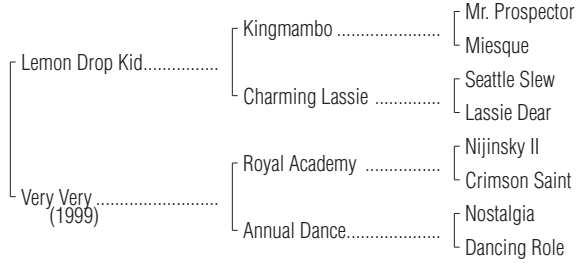 Mr. Prospector
Kingmambo ....................
Miesque
Lemon Drop Kid...............
Seattle Slew
Charming Lassie .............
Lassie Dear
Nijinsky II
Royal Academy ...............
Crimson Saint
Very Very ........................
(1999)
Nostalgia
Annual Dance..................
Dancing Role